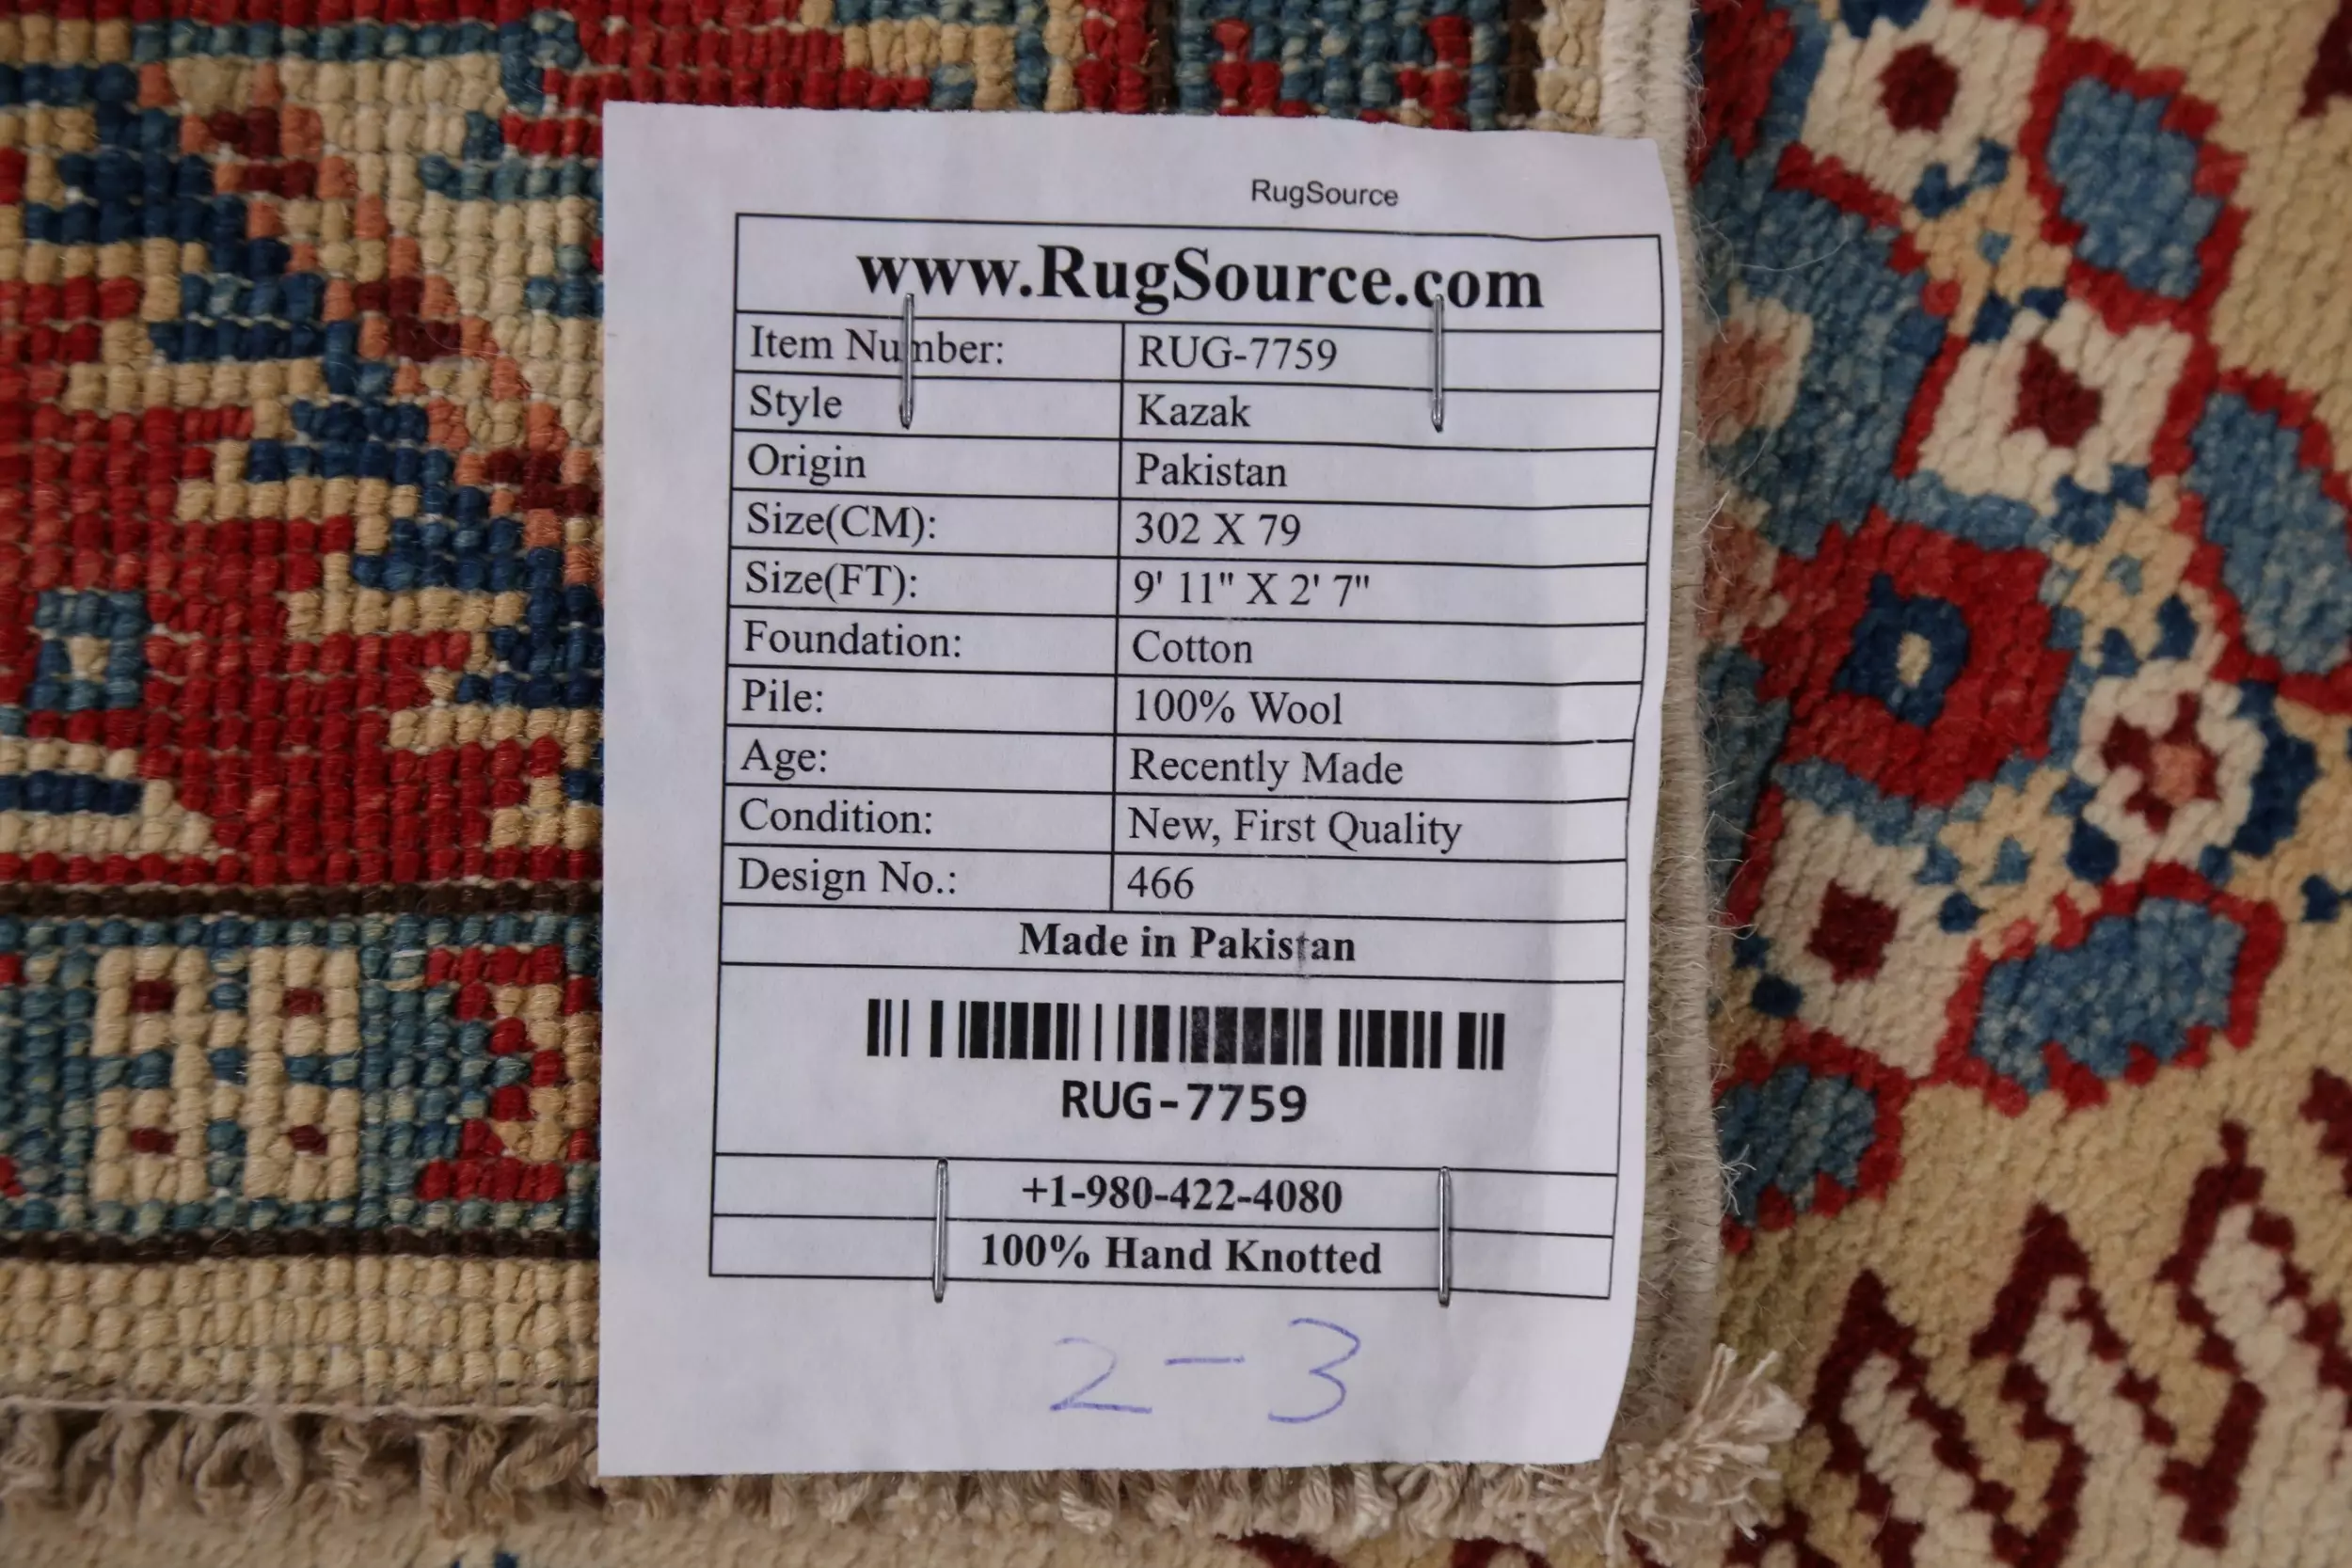 RugSource
www.RugSource.com
Item Number: RUG-7759
Style Kazak
Origin Pakistan
Size(CM): 302 X 79
Size(FT): 9' 11" X 2' 7"
Foundation: Cotton
Pile: 100% Wool
Age: Recently Made
Condition: New, First Quality
Design No.: 466
Made in Pakistan
RUG-7759
+1-980-422-4080
100% Hand Knotted
2-3